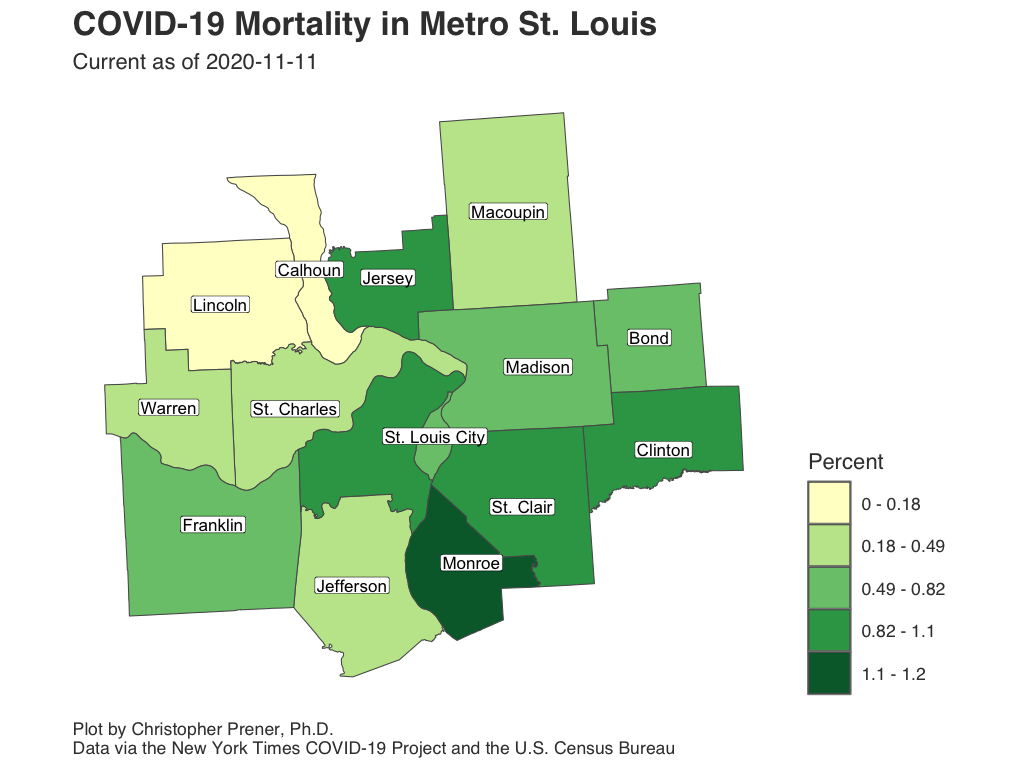 COVID-19 Mortality in Metro St. Louis
Current as of 2020-11-11
Macoupin
Calhoun
Jersey
Lincoln
Bond
Madison
Warren
St. Charles
St. Louis City
Clinton
St. Clair
Franklin
Monroe
Jefferson
Percent
0 - 0.18
0.18 - 0.49
0.49 - 0.82
0.82 - 1.1
1.1 - 1.2
Plot by Christopher Prener, Ph.D.
Data via the New York Times COVID-19 Project and the U.S. Census Bureau